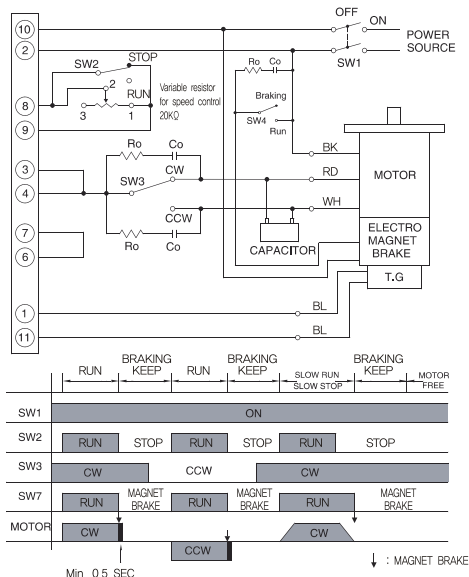 OFF
ON
10
POWER
SOURCE
2
SW1
STOP
SW2
Ro Co
2
Variable resistor
for speed control
20KΩ
RUN
Braking
8
3 1
SW4
Run
9
Ro Co
BK
CW
3
SW3
RD
MOTOR
4
WH
CCW
7
ELECTRO
MAGNET
BRAKE
Ro Co
CAPACITOR
6
T.G
1
BL
11
BL
RUN
BRAKING
KEEP
RUN
BRAKING
KEEP
SLOW RUN
SLOW STOP
BRAKING
KEEP
MOTOR
FREE
SW1 ON
SW2 RUN STOP RUN STOP RUN STOP
SW3 CW CCW CW
SW7 RUN MAGNET BRAKE RUN MAGNET BRAKE RUN MAGNET BRAKE
MOTOR CW CCW CW
Min 0.5 SEC
: MAGNET BRAKE